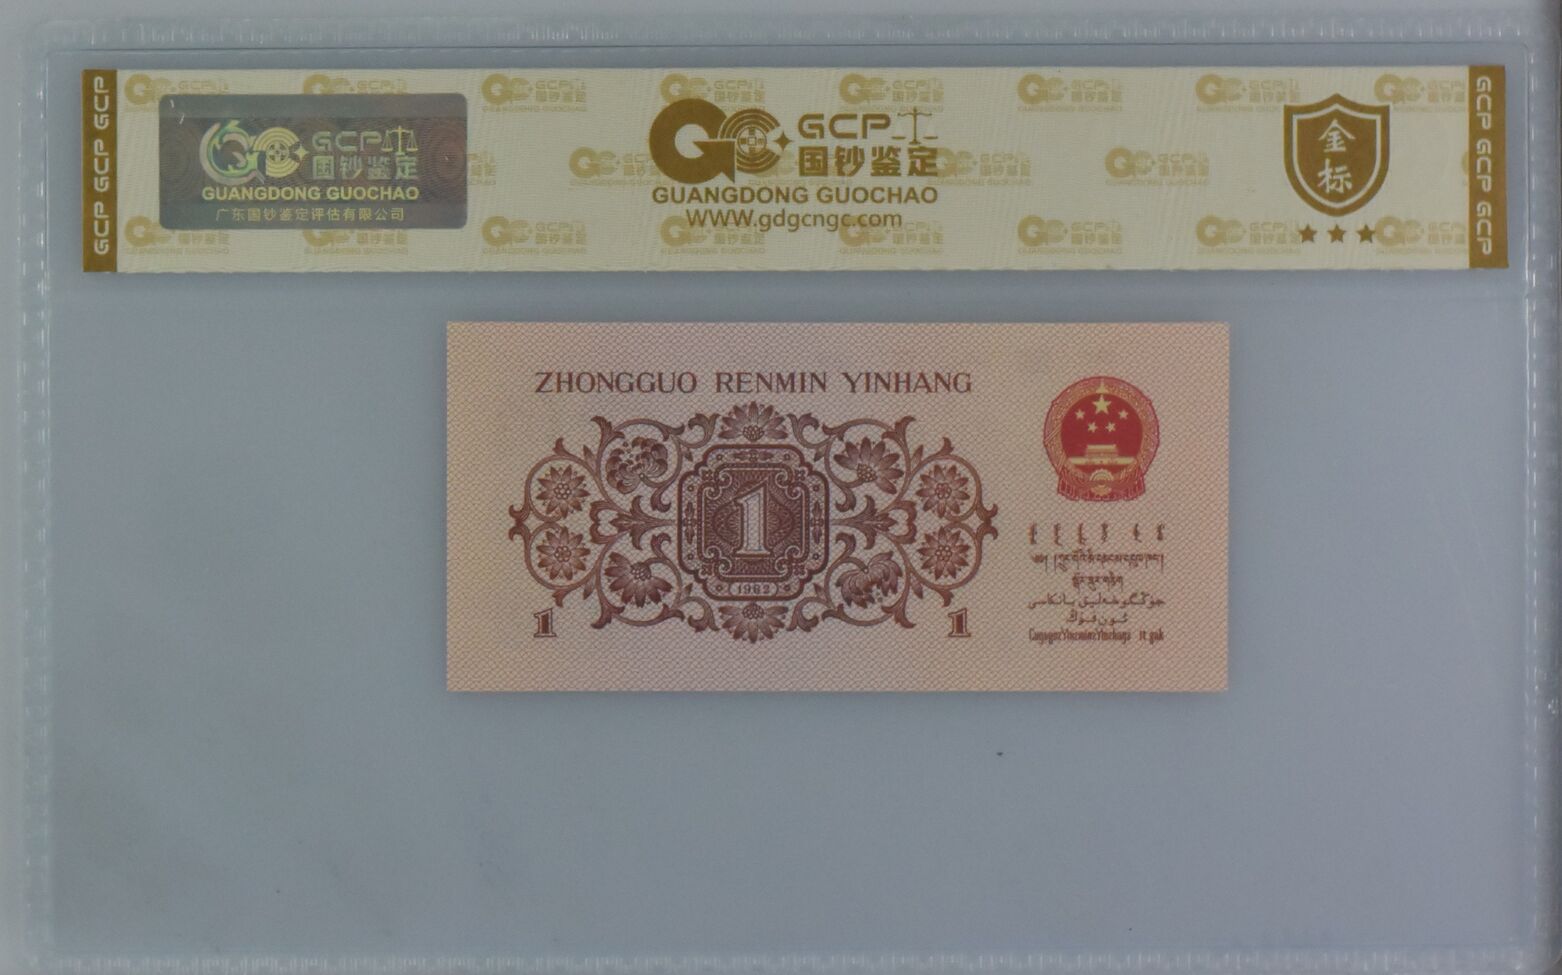 GCP GCP GCP
GCP
国钞鉴定
GUANGDONG GUOCHAO
广东国钞鉴定评估有限公司
GCP
国钞鉴定
GUANGDONG GUOCHAO
WWW.gdgcngc.com
金
标
GCP GCP GCP
ZHONGGUO RENMIN YINHANG
1
(1962)
1
1